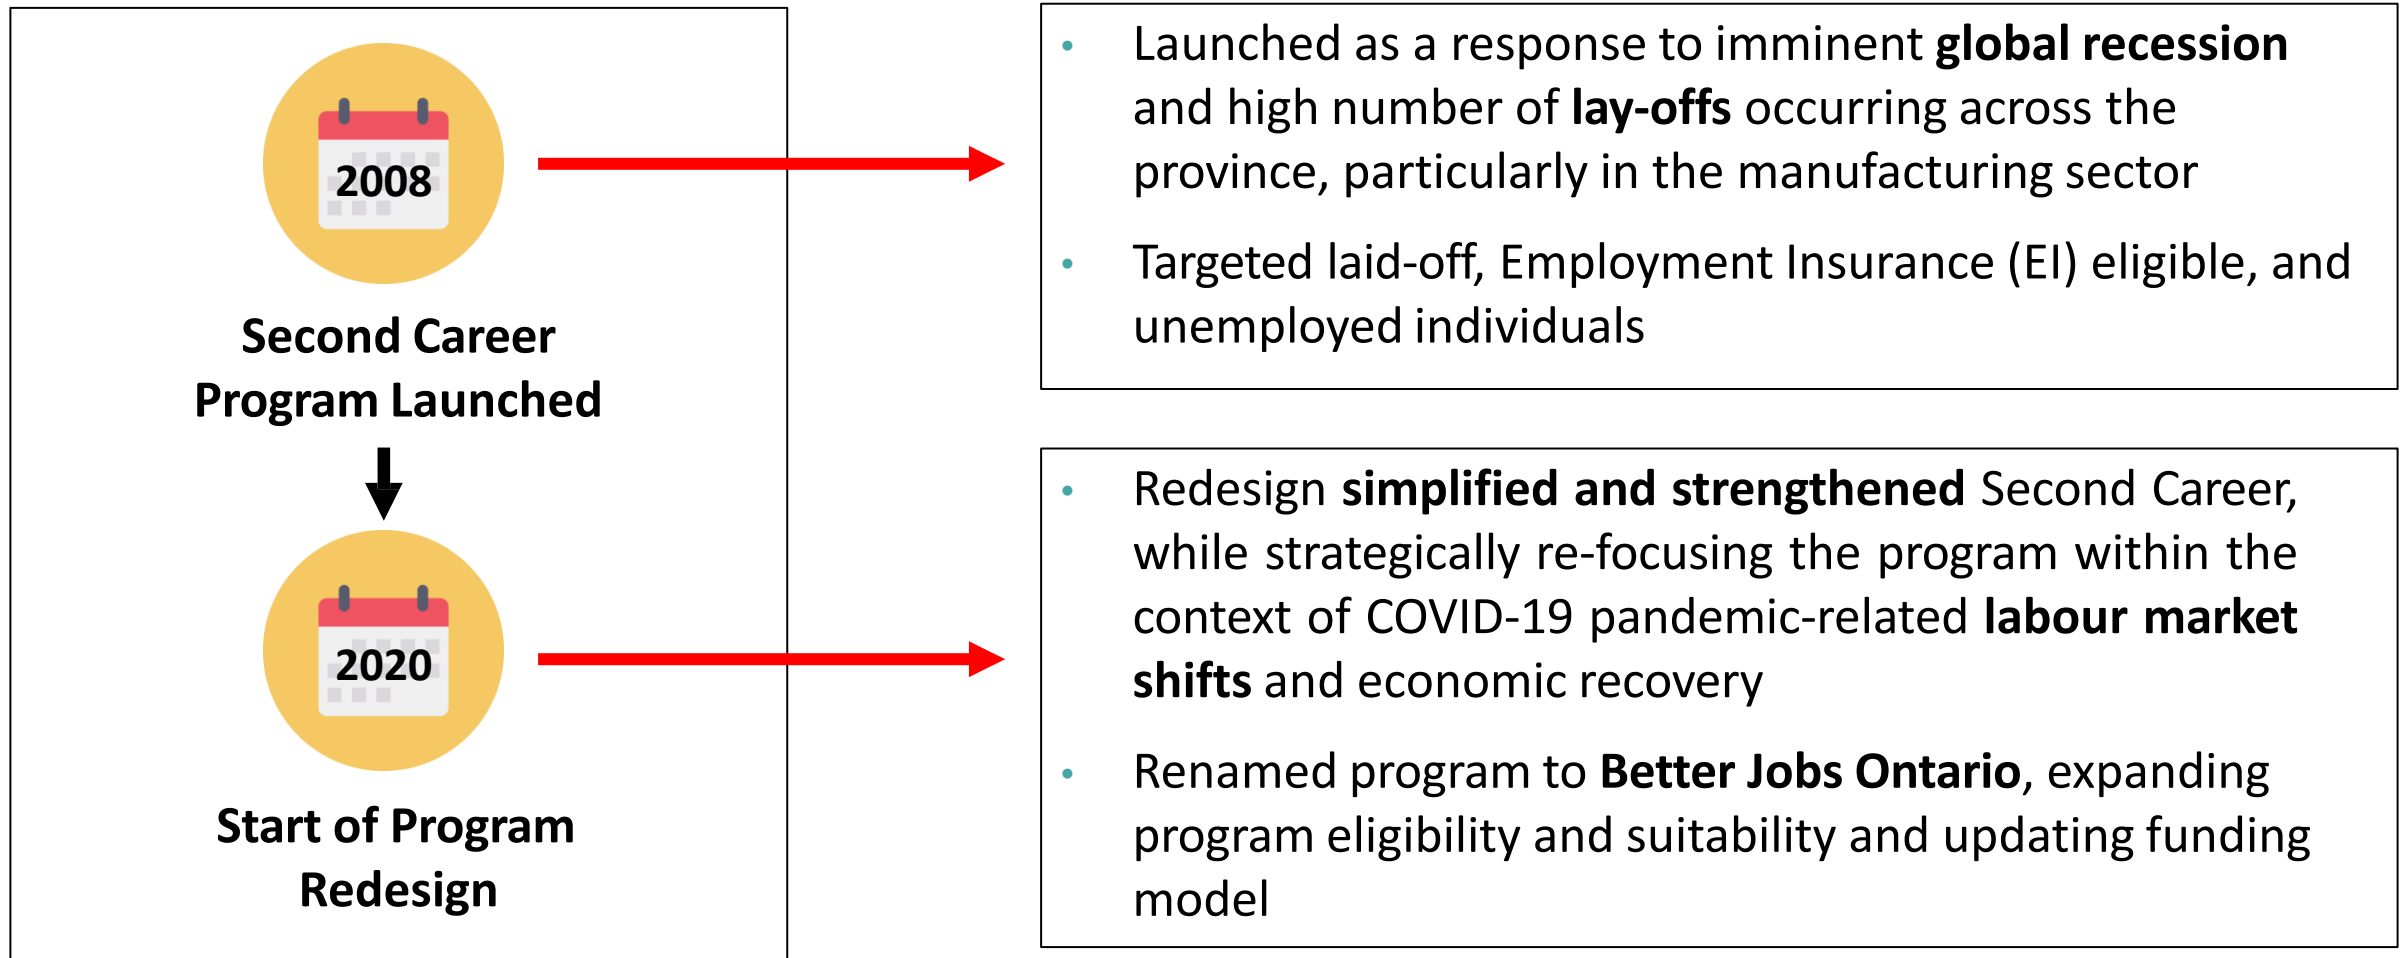 2008
Second Career
Program Launched
• Launched as a response to imminent global recession
and high number of lay-offs occurring across the
province, particularly in the manufacturing sector
• Targeted laid-off, Employment Insurance (EI) eligible, and
unemployed individuals
2020
Start of Program
Redesign
• Redesign simplified and strengthened Second Career,
while strategically re-focusing the program within the
context of COVID-19 pandemic-related labour market
shifts and economic recovery
• Renamed program to Better Jobs Ontario, expanding
program eligibility and suitability and updating funding
model